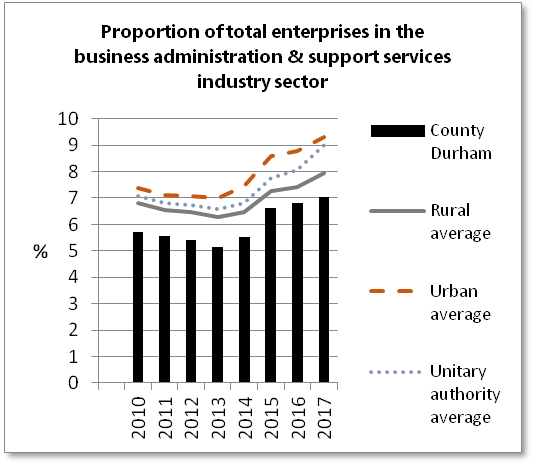 Proportion of total enterprises in the
business administration & support services
industry sector
10
9
8
7
6
5
4
3
2
1
0
%
2010
2011
2012
2013
2014
2015
2016
2017
County
Durham
Rural
average
Urban
average
Unitary
authority
average